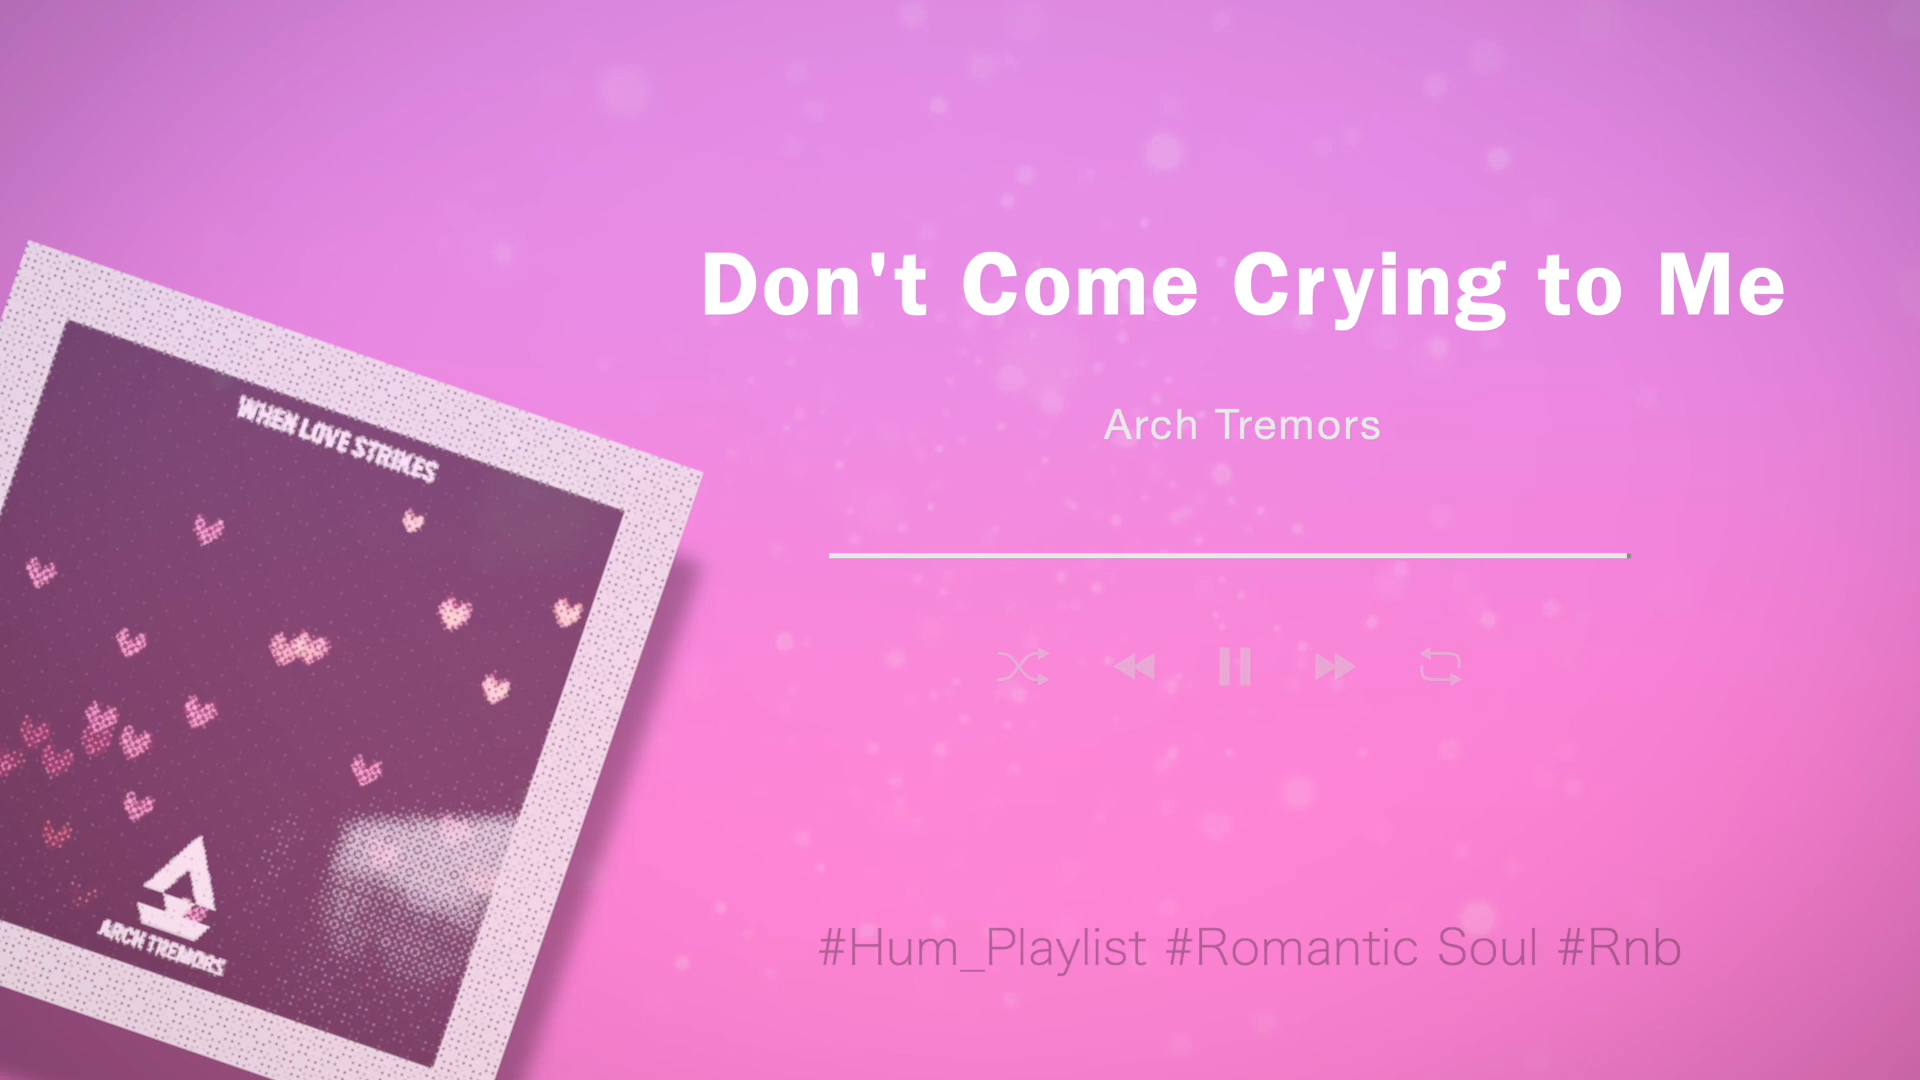 Don't Come Crying to Me
Arch Tremors
WHEN LOVE STRIKES
ARCH TREMORS
#Hum_Playlist #Romantic Soul #Rnb